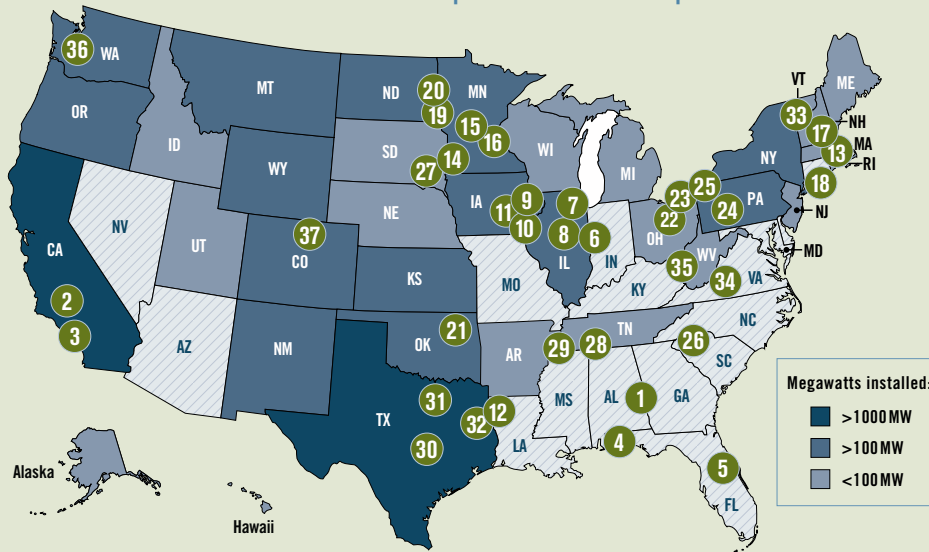 36
WA
MT
ND
20
MN
VT
ME
OR
19
33
ID
15
17
NH
16
WI
13
MA
SD
14
NY
RI
WY
27
MI
25
18
IA
9
7
23
PA
NE
11
24
NJ
NV
22
10
8
6
OH
UT
37
IL
IN
WV
MD
CA
CO
35
KS
MO
34
VA
2
KY
3
NC
AZ
21
TN
26
NM
OK
29
28
AR
SC
31
12
MS
AL
1
GA
TX
32
LA
4
30
5
FL
Alaska
Hawaii
Megawatts installed:
>1000 MW
>100 MW
<100 MW